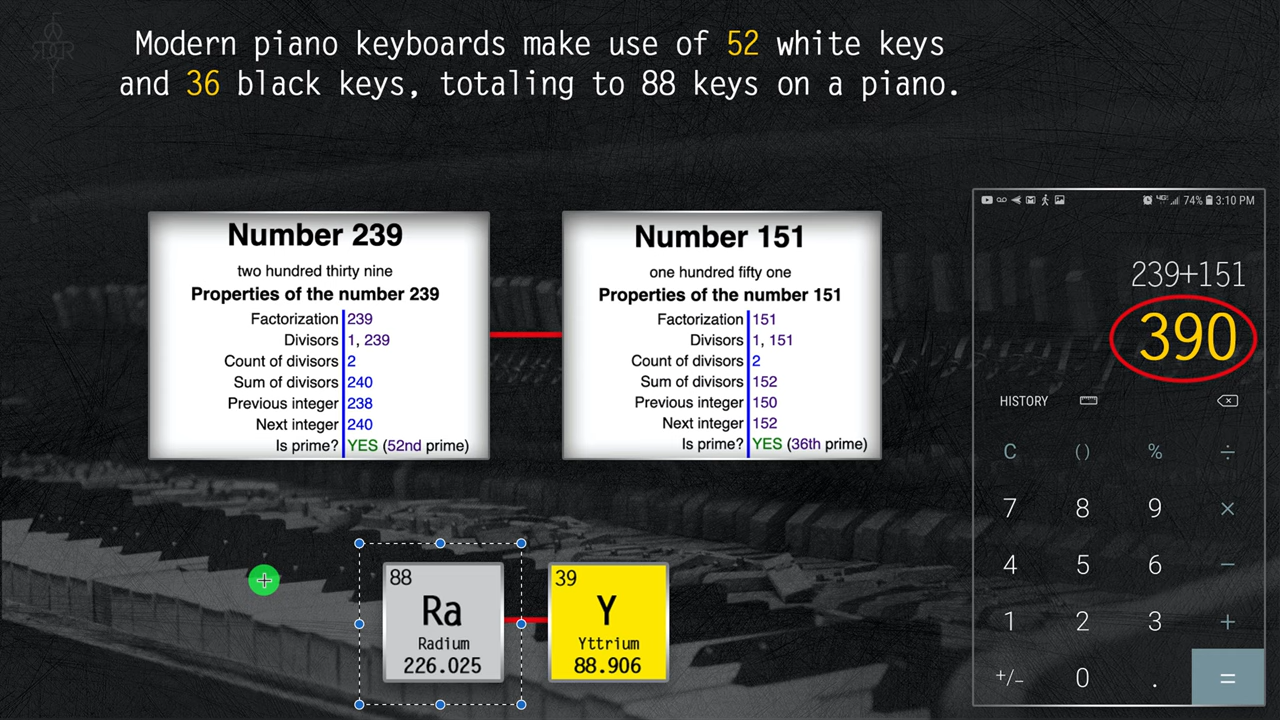 Modern piano keyboards make use of 52 white keys
and 36 black keys, totaling to 88 keys on a piano.
Number 239
two hundred thirty nine
Properties of the number 239
Factorization 239
Divisors 1, 239
Count of divisors 2
Sum of divisors 240
Previous integer 238
Next integer 240
Is prime? YES (52nd prime)
Number 151
one hundred fifty one
Properties of the number 151
Factorization 151
Divisors 1, 151
Count of divisors 2
Sum of divisors 152
Previous integer 150
Next integer 152
Is prime? YES (36th prime)
74% 3:10 PM
239+151
390
HISTORY
C ( ) % ÷
7 8 9 ×
4 5 6 −
1 2 3 +
+/− 0 . =
88
Ra
Radium
226.025
39
Y
Yttrium
88.906